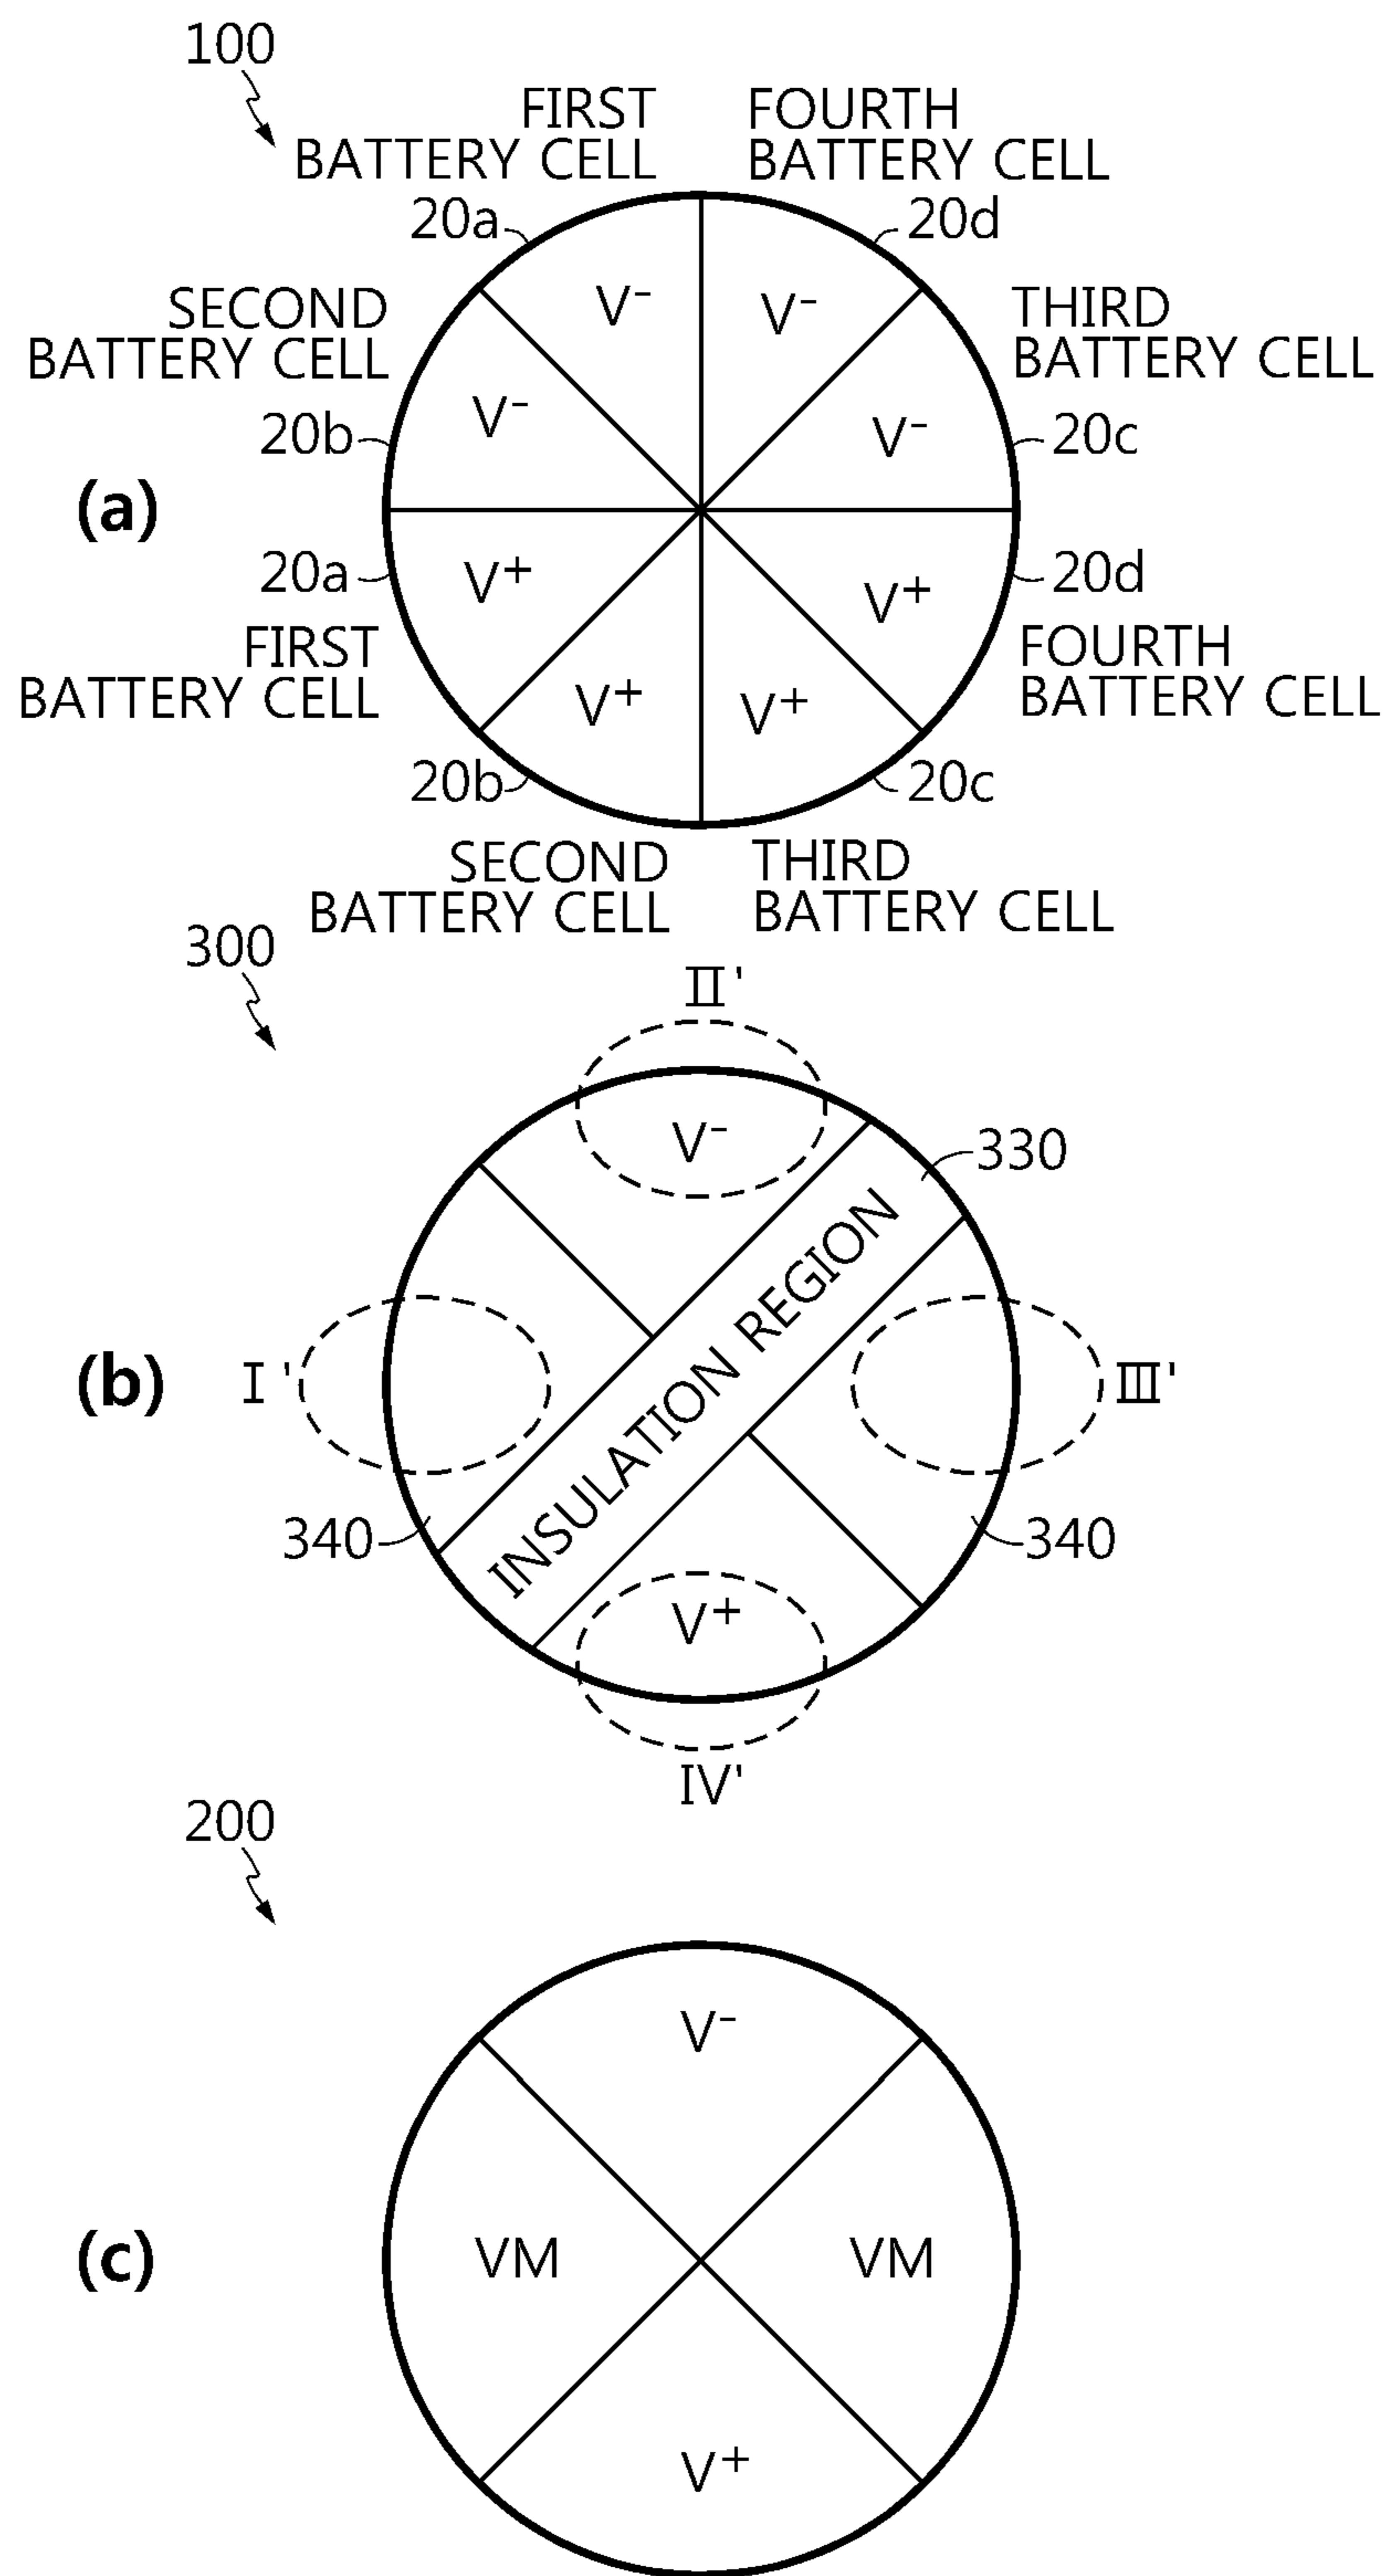 100
FIRST
BATTERY CELL
FOURTH
BATTERY CELL
20a
20d
SECOND
BATTERY CELL
THIRD
BATTERY CELL
V-
V-
V-
V-
20b
20c
(a)
20a
20d
V+
V+
FIRST
BATTERY CELL
FOURTH
BATTERY CELL
V+
V+
20b
20c
SECOND
BATTERY CELL
THIRD
BATTERY CELL
300
II'
V-
330
INSULATION REGION
(b)
I'
III'
340
340
V+
IV'
200
V-
(c)
VM
VM
V+